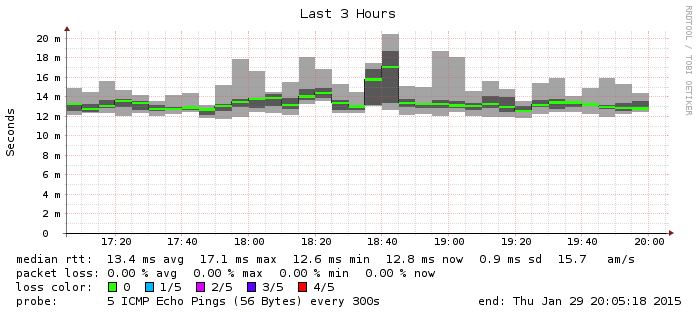 Last 3 Hours
RRDTOOL / TOBI OETIKER
Seconds
20 m
18 m
16 m
14 m
12 m
10 m
8 m
6 m
4 m
2 m
0
17:20 17:40 18:00 18:20 18:40 19:00 19:20 19:40 20:00
median rtt: 13.4 ms avg 17.1 ms max 12.6 ms min 12.8 ms now 0.9 ms sd 15.7 am/s
packet loss: 0.00 % avg 0.00 % max 0.00 % min 0.00 % now
loss color: 0 1/5 2/5 3/5 4/5
probe: 5 ICMP Echo Pings (56 Bytes) every 300s end: Thu Jan 29 20:05:18 2015